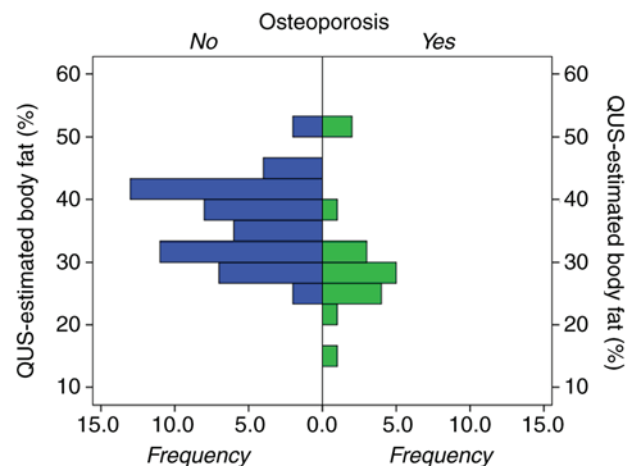 Osteoporosis
No Yes
60 60
50 50
40 40
30 30
20 20
10 10
QUS-estimated body fat (%)
QUS-estimated body fat (%)
15.0 10.0 5.0 0.0 5.0 10.0 15.0
Frequency Frequency